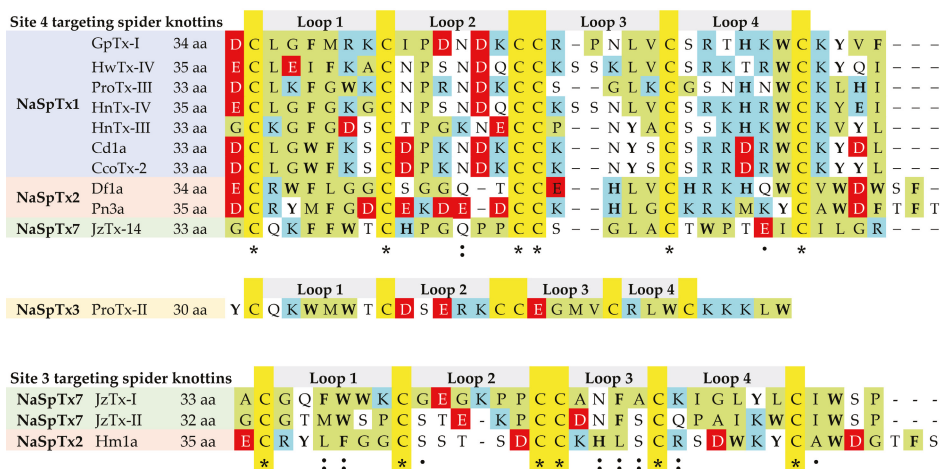 Site 4 targeting spider knottins Loop 1 Loop 2 Loop 3 Loop 4
GpTx-I 34 aa D C L G F M R K C I P D N D K C C R - P N L V C S R T H K W C K Y V F - - -
HwTx-IV 35 aa E C L E I F K A C N P S N D Q C C K S S K L V C S R K T R W C K Y Q I - - -
NaSpTx1 ProTx-III 33 aa D C L K F G W K C N P R N D K C C S - - G L K C G S N H N W C K L H I - - -
HnTx-IV 35 aa E C L G F G K G C N P S N D Q C C K S S N L V C S R K H R W C K Y E I - - -
HnTx-III 33 aa G C K G F G D S C T P G K N E C C P - - N Y A C S S K H K W C K V Y L - - -
Cd1a 33 aa D C L G W F K S C D P K N D K C C K - - N Y S C S R R D R W C K Y D L - - -
CcoTx-2 33 aa D C L G W F K S C D P K N D K C C K - - N Y S C S R R D R W C K Y Y L - - -
NaSpTx2 Df1a 34 aa E C R W F L G G C S G G Q - T C C E - - H L V C H R K H Q W C V W D W S F -
Pn3a 35 aa D C R Y M F G D C E K D E - D C C K - - H L G C K R K M K Y C A W D F T F T
NaSpTx7 JzTx-14 33 aa G C Q K F F W T C H P G Q P P C C S - - G L A C T W P T E I C I L G R - - -
* * : * * * . *
Loop 1 Loop 2 Loop 3 Loop 4
NaSpTx3 ProTx-II 30 aa Y C Q K W M W T C D S E R K C C E G M V C R L W C K K K L W
Site 3 targeting spider knottins Loop 1 Loop 2 Loop 3 Loop 4
NaSpTx7 JzTx-I 33 aa A C G Q F W W K C G E G K P P C C A N F A C K I G L Y L C I W S P - - -
NaSpTx7 JzTx-II 32 aa G C G T M W S P C S T E - K P C C D N F S C Q P A I K W C I W S P - - -
NaSpTx2 Hm1a 35 aa E C R Y L F G G C S S T - S D C C K H L S C R S D W K Y C A W D G T F S
* : : * . * * : : : * : * .